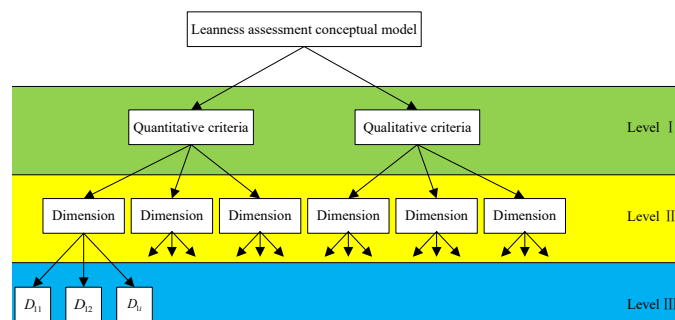 Leanness assessment conceptual model
Quantitative criteria
Qualitative criteria
Level Ⅰ
Dimension
Dimension
Dimension
Dimension
Dimension
Dimension
Level Ⅱ
D₁₁
D₁₂
D₁ᵢ
Level Ⅲ